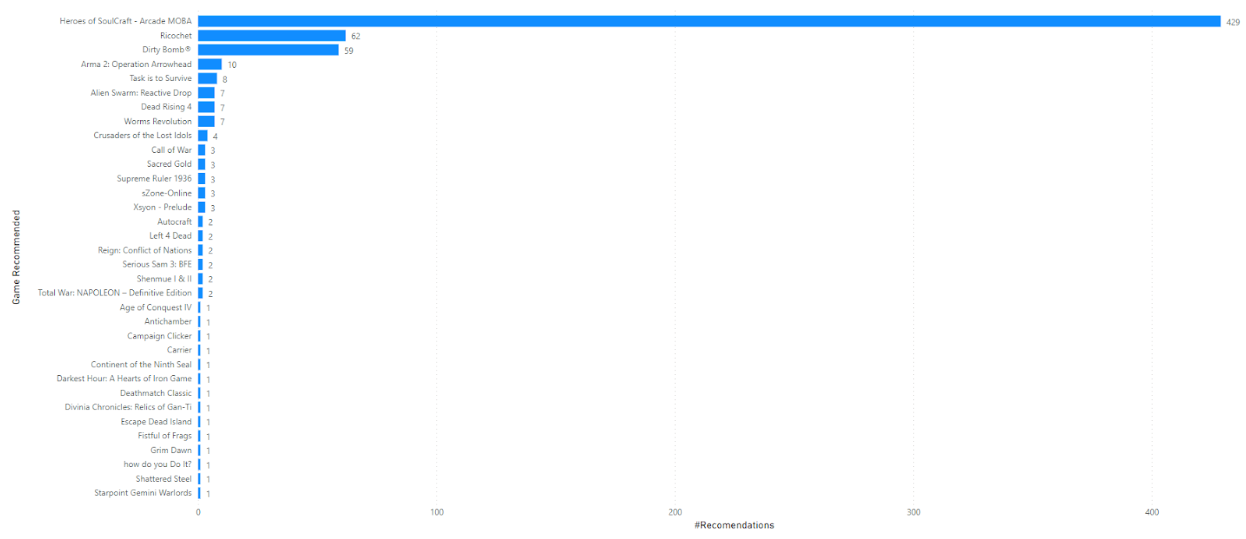 Heroes of SoulCraft - Arcade MOBA 429
Ricochet 62
Dirty Bomb® 59
Arma 2: Operation Arrowhead 10
Task is to Survive 8
Alien Swarm: Reactive Drop 7
Dead Rising 4 7
Worms Revolution 7
Crusaders of the Lost Idols 4
Call of War 3
Sacred Gold 3
Supreme Ruler 1936 3
sZone-Online 3
Xsyon - Prelude 3
Autocraft 2
Left 4 Dead 2
Reign: Conflict of Nations 2
Serious Sam 3: BFE 2
Shenmue I & II 2
Total War: NAPOLEON – Definitive Edition 2
Age of Conquest IV 1
Antichamber 1
Campaign Clicker 1
Carrier 1
Continent of the Ninth Seal 1
Darkest Hour: A Hearts of Iron Game 1
Deathmatch Classic 1
Divinia Chronicles: Relics of Gan-Ti 1
Escape Dead Island 1
Fistful of Frags 1
Grim Dawn 1
how do you Do It? 1
Shattered Steel 1
Starpoint Gemini Warlords 1
0 100 200 300 400
#Recomendations
Game Recommended